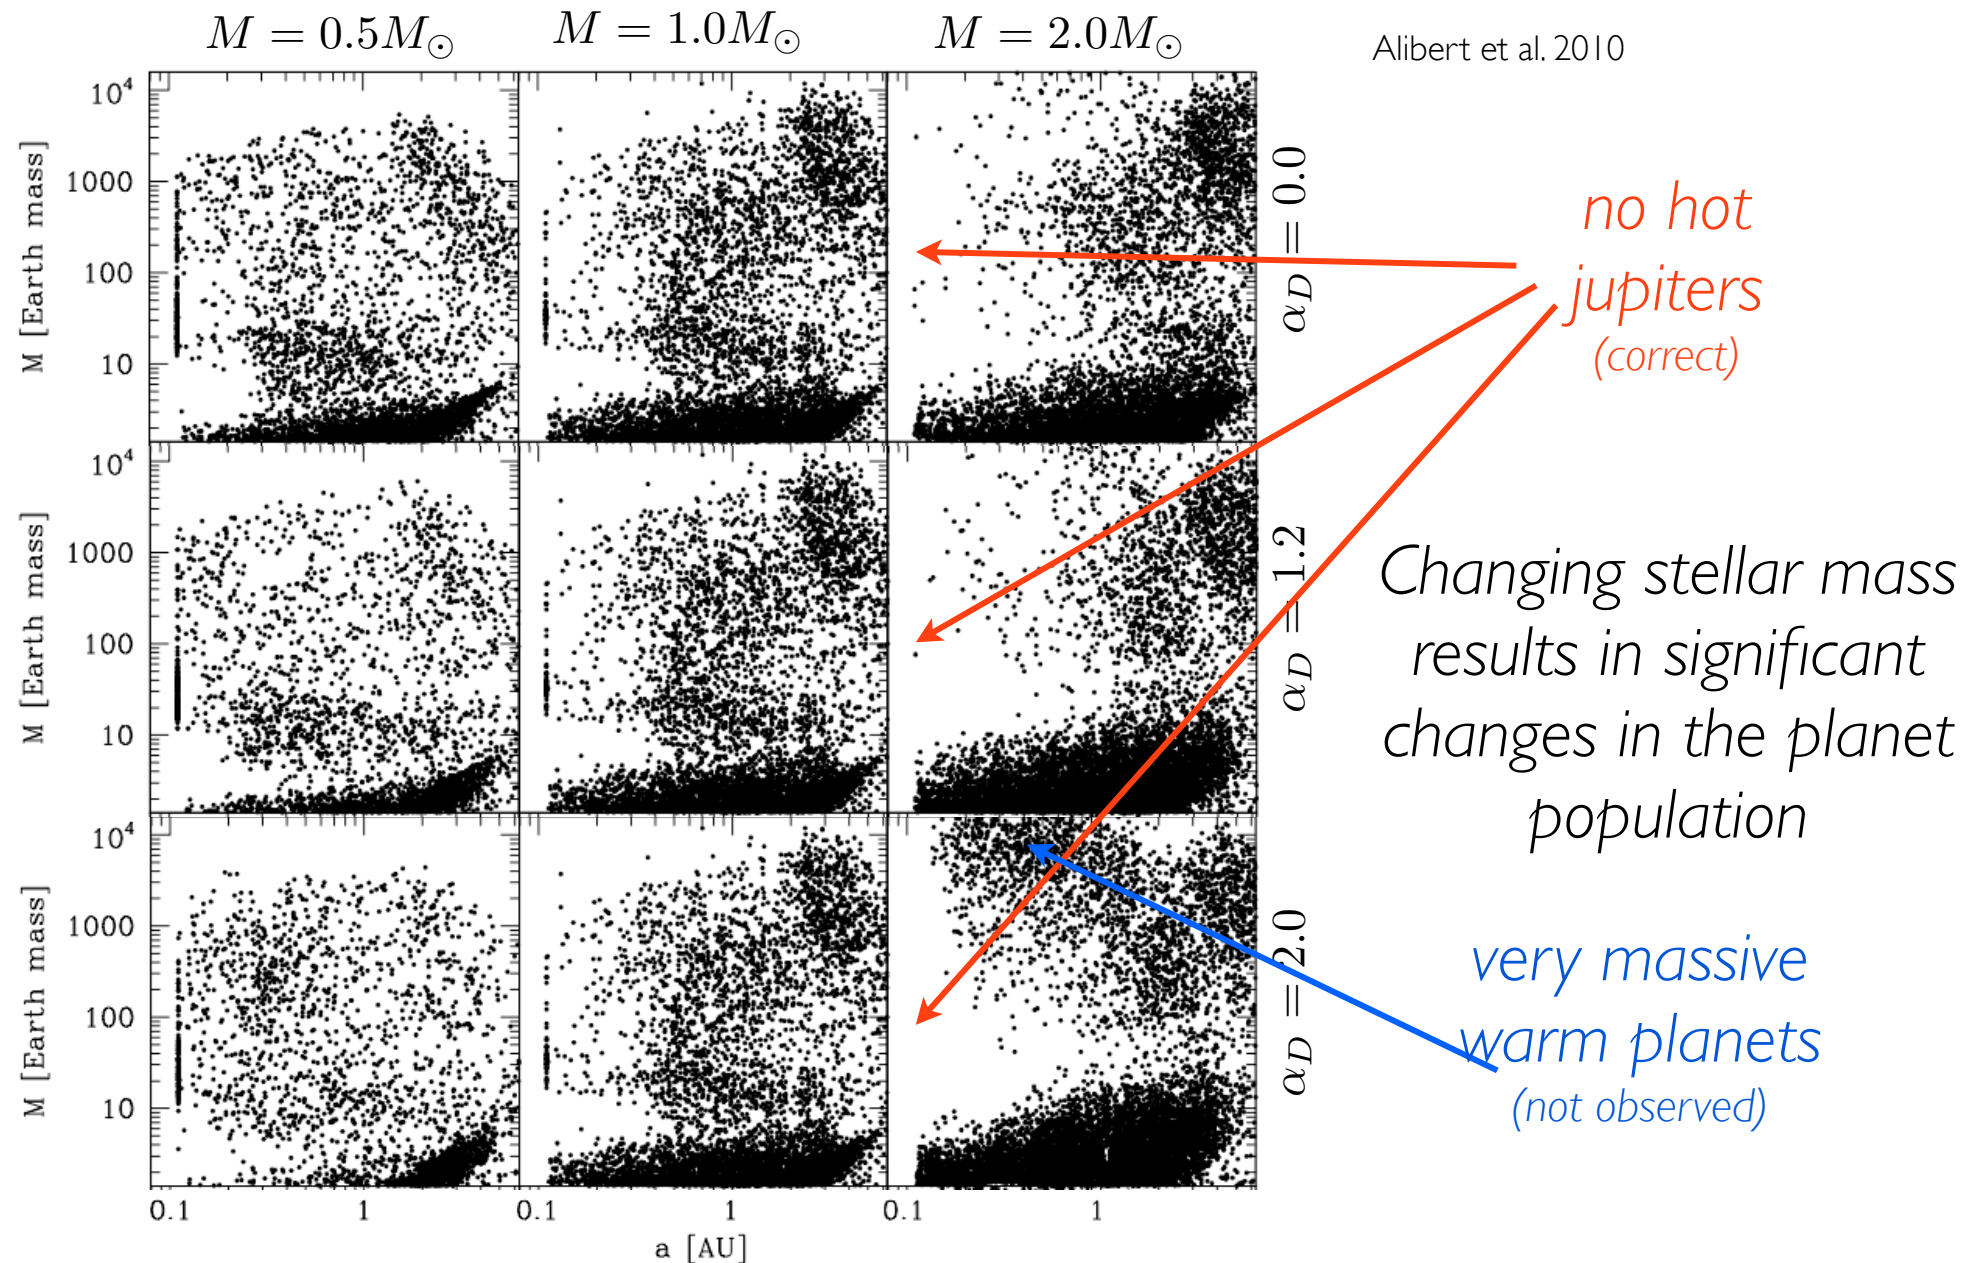 M = 0.5M⊙
M = 1.0M⊙
M = 2.0M⊙
Alibert et al. 2010
M [Earth mass]
10⁴
1000
100
10
α_D = 0.0
no hot
jupiters
(correct)
M [Earth mass]
10⁴
1000
100
10
α_D = 1.2
Changing stellar mass
results in significant
changes in the planet
population
M [Earth mass]
10⁴
1000
100
10
α_D = 2.0
very massive
warm planets
(not observed)
0.1
1
0.1
1
0.1
1
a [AU]